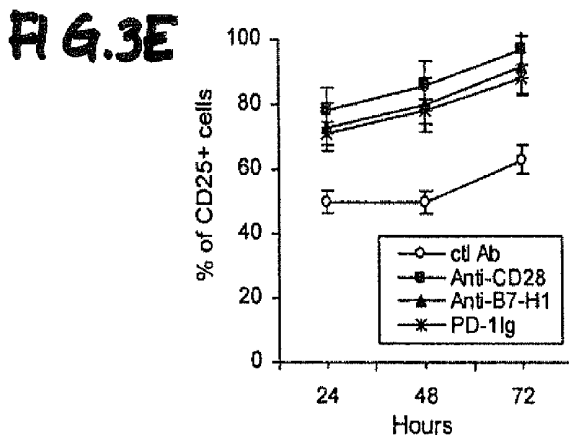 FIG.3E
% of CD25+ cells
100
80
60
40
20
0
24 48 72
Hours
ctl Ab
Anti-CD28
Anti-B7-H1
PD-1Ig